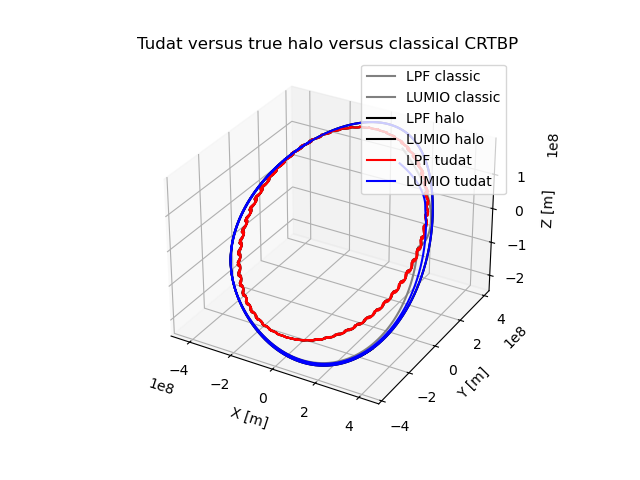 Tudat versus true halo versus classical CRTBP
LPF classic
LUMIO classic
LPF halo
LUMIO halo
LPF tudat
LUMIO tudat
1e8
Z [m]
1
0
−1
−2
4
2
0
−2
−4
1e8
Y [m]
−4
−2
0
2
4
1e8
X [m]